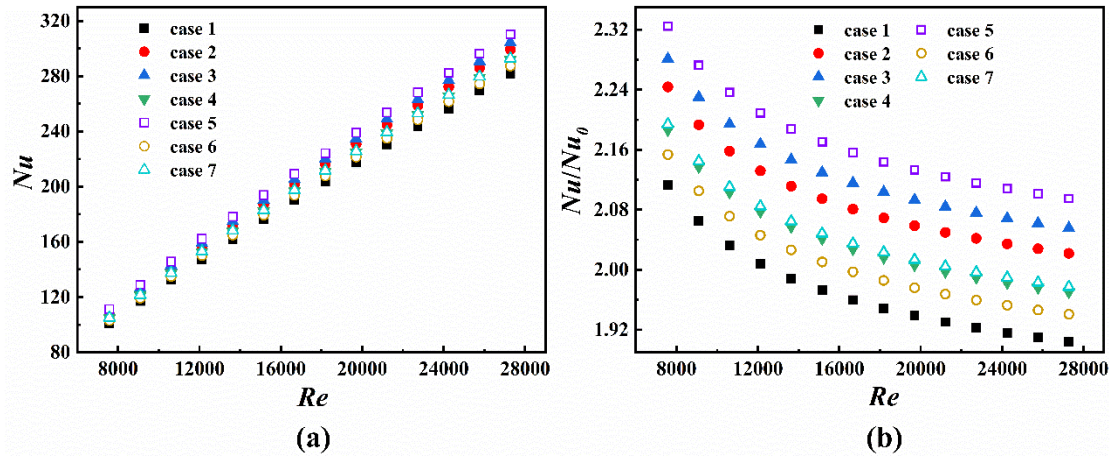 Nu
320
280
240
200
160
120
80
case 1
case 2
case 3
case 4
case 5
case 6
case 7
8000 12000 16000 20000 24000 28000
Re
(a)
Nu/Nu0
2.32
2.24
2.16
2.08
2.00
1.92
case 1 case 5
case 2 case 6
case 3 case 7
case 4
8000 12000 16000 20000 24000 28000
Re
(b)